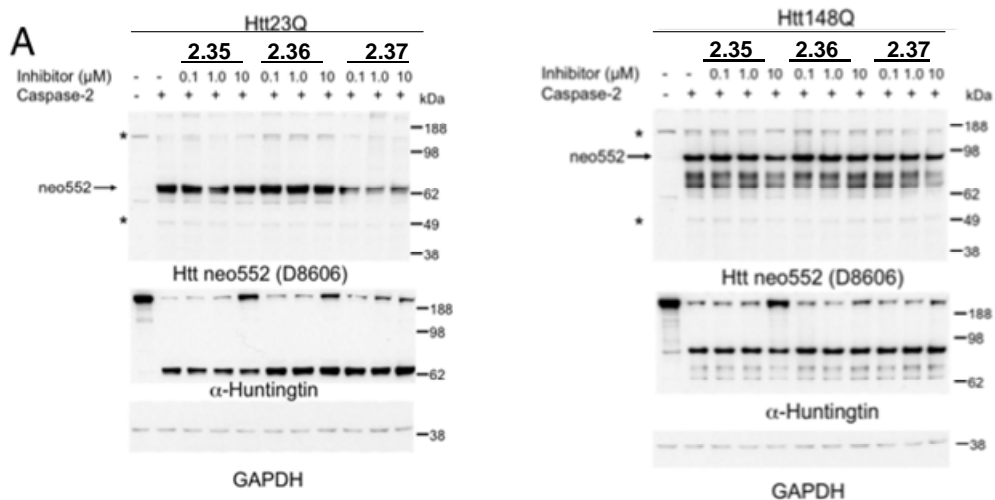 A
Htt23Q
2.35 2.36 2.37
Inhibitor (µM) - - 0.1 1.0 10 0.1 1.0 10 0.1 1.0 10
Caspase-2 - + + + + + + + + + + kDa
*
188
98
neo552
62
*
49
38
Htt neo552 (D8606)
188
98
62
α-Huntingtin
38
GAPDH
Htt148Q
2.35 2.36 2.37
Inhibitor (µM) - - 0.1 1.0 10 0.1 1.0 10 0.1 1.0 10
Caspase-2 - + + + + + + + + + + kDa
*
188
98
neo552
62
*
49
38
Htt neo552 (D8606)
188
98
62
α-Huntingtin
38
GAPDH